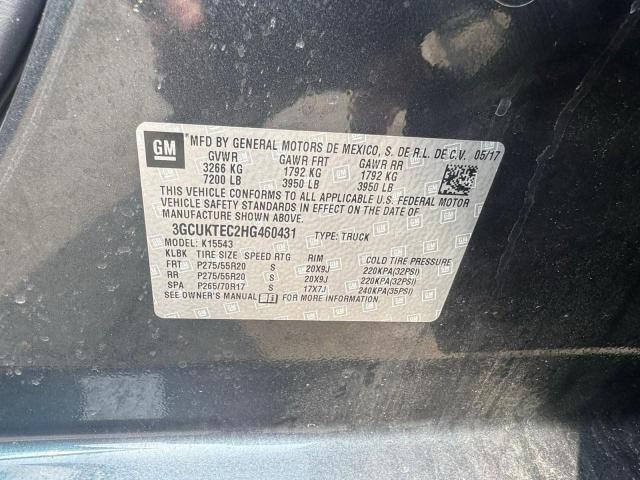 GM
*MFD BY GENERAL MOTORS DE MEXICO, S. DE R.L. DE C.V. 05/17
GVWR GAWR FRT GAWR RR
3266 KG 1792 KG 1792 KG
7200 LB 3950 LB 3950 LB
THIS VEHICLE CONFORMS TO ALL APPLICABLE U.S. FEDERAL MOTOR
VEHICLE SAFETY STANDARDS IN EFFECT ON THE DATE OF
MANUFACTURE SHOWN ABOVE.
3GCUKTEC2HG460431 TYPE: TRUCK
MODEL: K15543
KLBK TIRE SIZE SPEED RTG RIM COLD TIRE PRESSURE
FRT P275/55R20 S 20X9J 220KPA(32PSI)
RR P275/55R20 S 20X9J 220KPA(32PSI)
SPA P265/70R17 S 17X7J 240KPA(35PSI)
SEE OWNER'S MANUAL FOR MORE INFORMATION